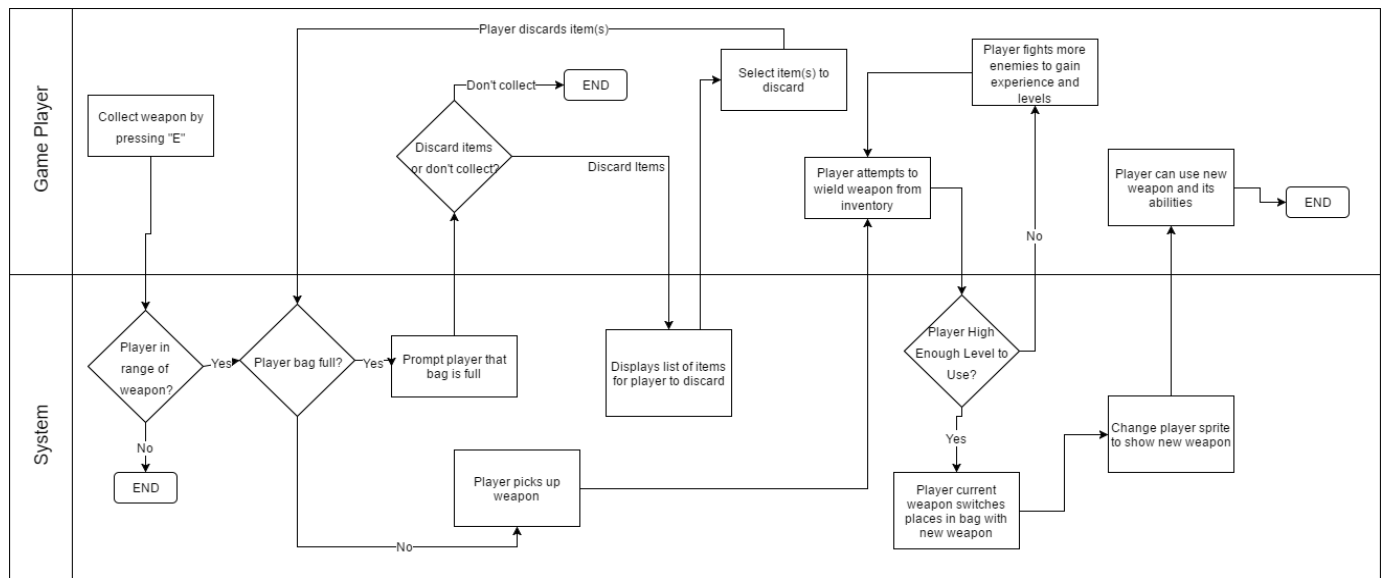 Game Player
Collect weapon by
pressing "E"
Player discards item(s)
Don't collect
END
Discard items
or don't collect?
Discard Items
Select item(s) to
discard
Player fights more
enemies to gain
experience and
levels
Player attempts to
wield weapon from
inventory
No
Player can use new
weapon and its
abilities
END
System
Player in
range of
weapon?
Yes
No
END
Player bag full?
Yes
Prompt player that
bag is full
No
Player picks up
weapon
Displays list of items
for player to discard
Player High
Enough Level to
Use?
Yes
Player current
weapon switches
places in bag with
new weapon
Change player sprite
to show new weapon